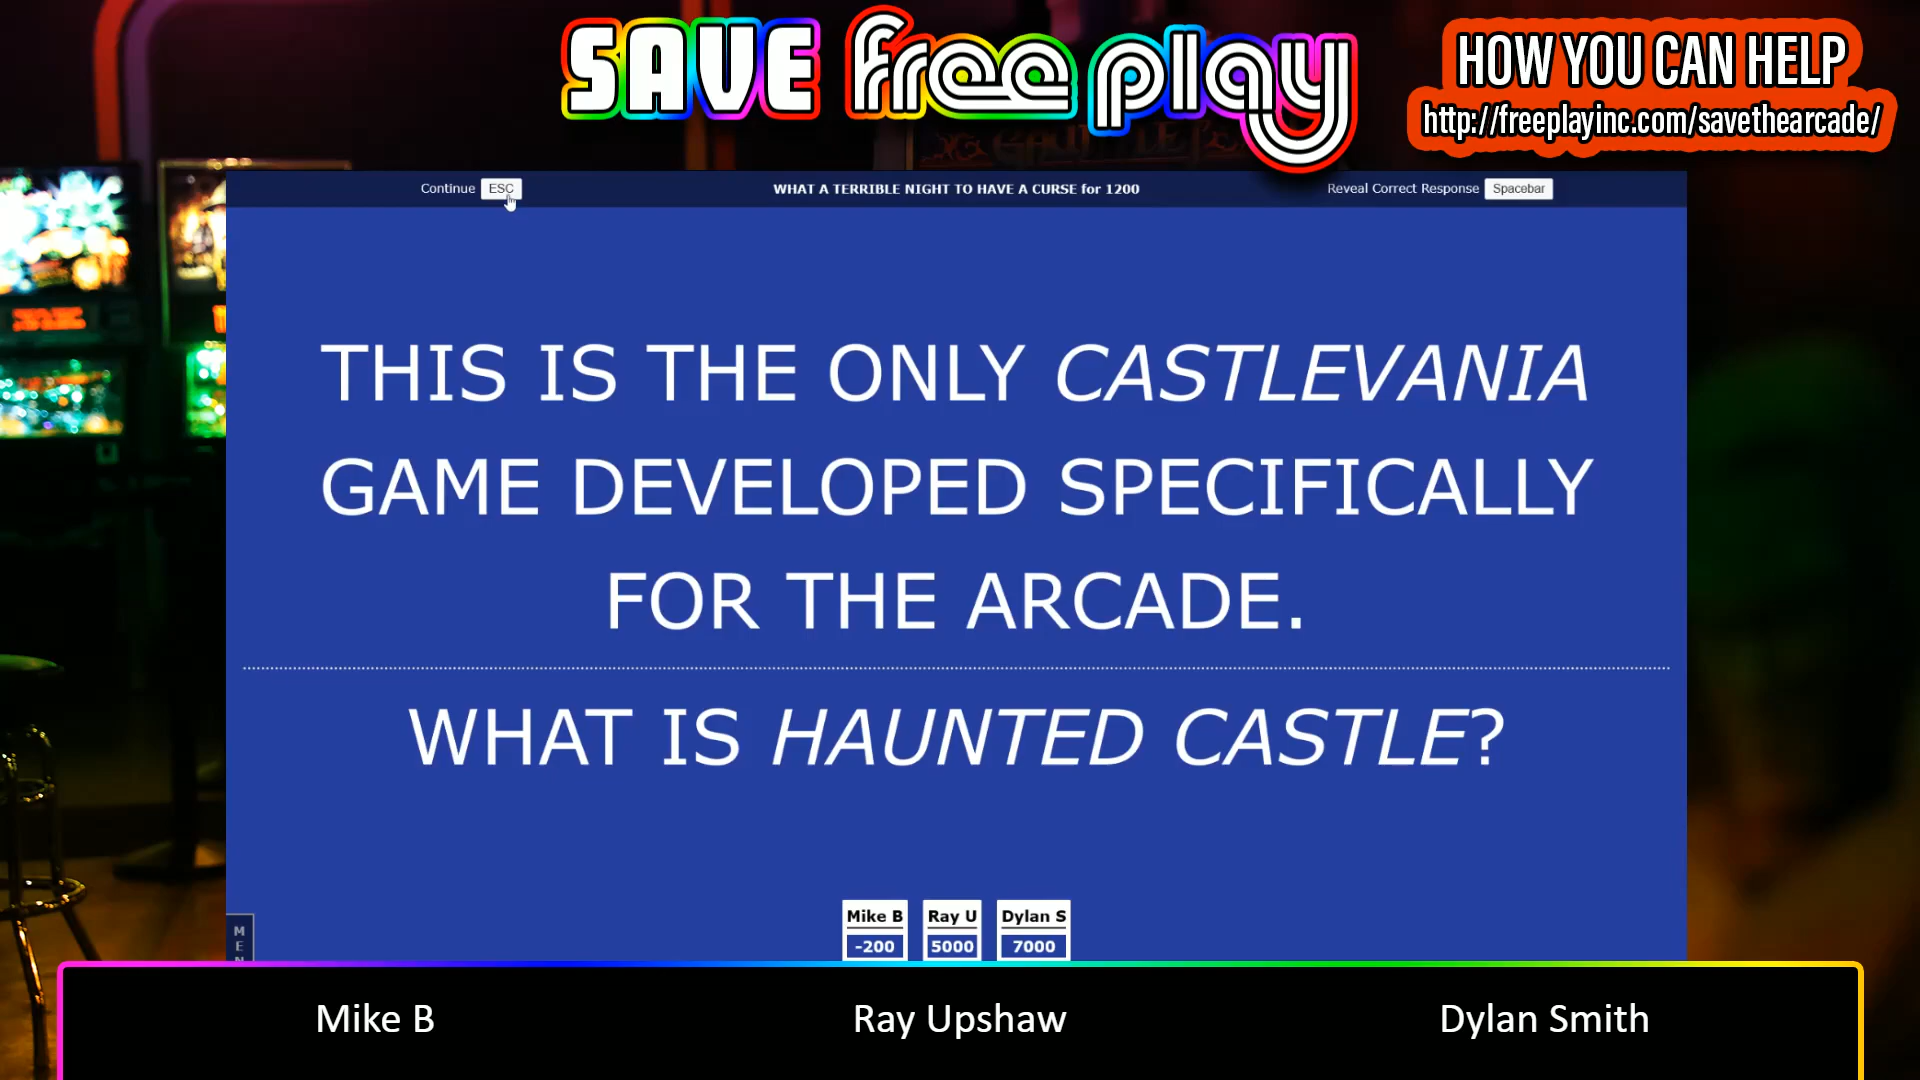 SAVE free play
HOW YOU CAN HELP
http://freeplayinc.com/savethearcade/
Continue ESC
WHAT A TERRIBLE NIGHT TO HAVE A CURSE for 1200
Reveal Correct Response Spacebar
THIS IS THE ONLY CASTLEVANIA
GAME DEVELOPED SPECIFICALLY
FOR THE ARCADE.
WHAT IS HAUNTED CASTLE?
M
E
Mike B Ray U Dylan S
-200 5000 7000
Mike B Ray Upshaw Dylan Smith